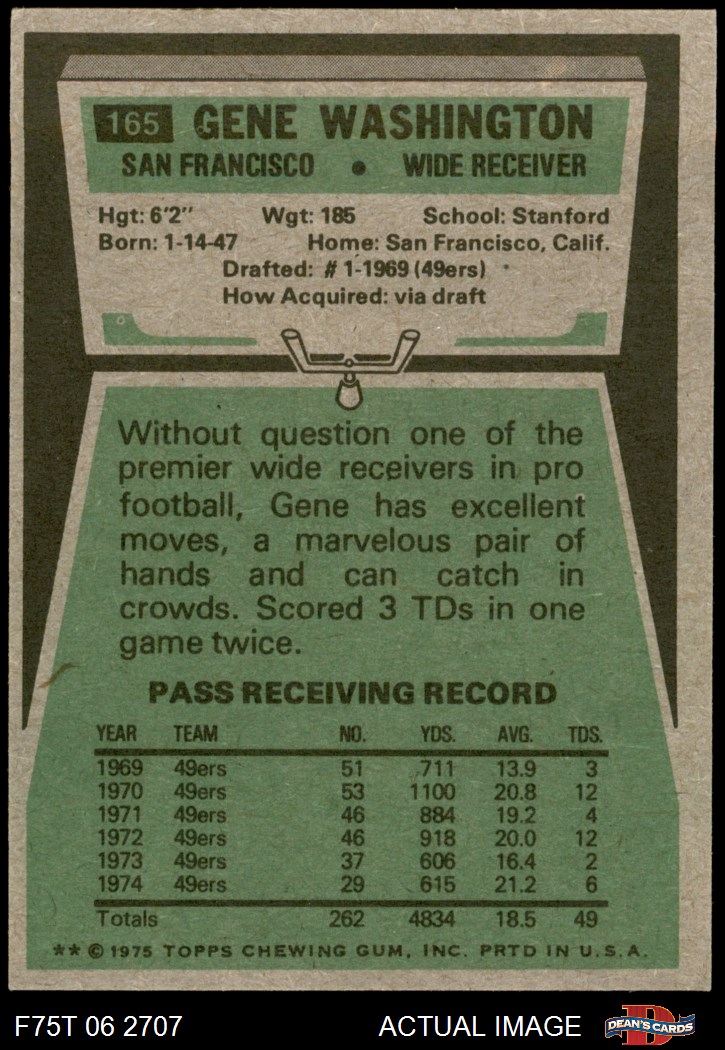 165 GENE WASHINGTON
SAN FRANCISCO • WIDE RECEIVER
Hgt: 6'2" Wgt: 185 School: Stanford
Born: 1-14-47 Home: San Francisco, Calif.
Drafted: #1-1969 (49ers)
How Acquired: via draft
Without question one of the
premier wide receivers in pro
football, Gene has excellent
moves, a marvelous pair of
hands and can catch in
crowds. Scored 3 TDs in one
game twice.
PASS RECEIVING RECORD
YEAR TEAM NO. YDS. AVG. TDS.
1969 49ers 51 711 13.9 3
1970 49ers 53 1100 20.8 12
1971 49ers 46 884 19.2 4
1972 49ers 46 918 20.0 12
1973 49ers 37 606 16.4 2
1974 49ers 29 615 21.2 6
Totals 262 4834 18.5 49
** © 1975 TOPPS CHEWING GUM, INC. PRTD IN U.S.A.
F75T 06 2707 ACTUAL IMAGE D DEAN'S CARDS